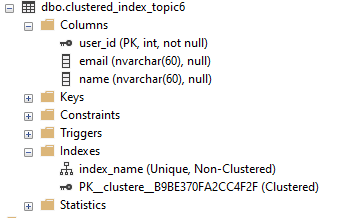 dbo.clustered_index_topic6
Columns
user_id (PK, int, not null)
email (nvarchar(60), null)
name (nvarchar(60), null)
Keys
Constraints
Triggers
Indexes
index_name (Unique, Non-Clustered)
PK__clustere__B9BE370FA2CC4F2F (Clustered)
Statistics